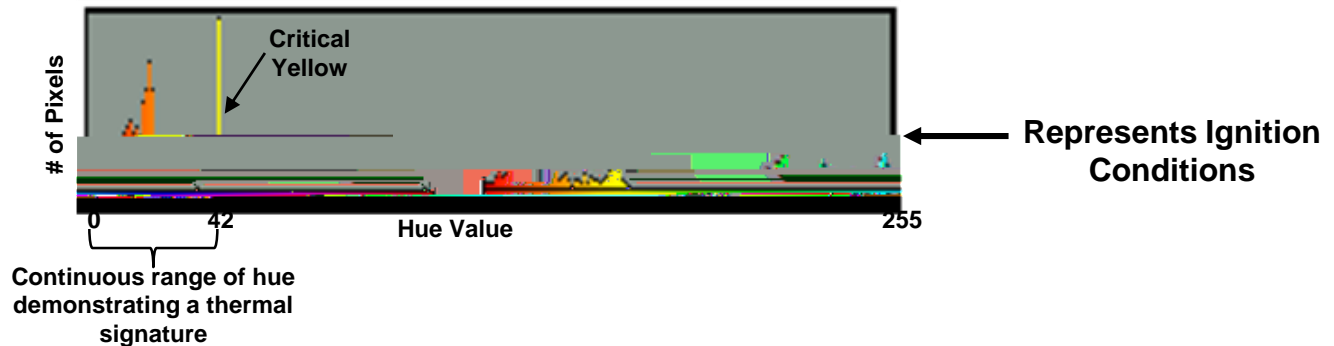 Critical
Yellow
# of Pixels
Represents Ignition
Conditions
0
42
Hue Value
255
Continuous range of hue
demonstrating a thermal
signature